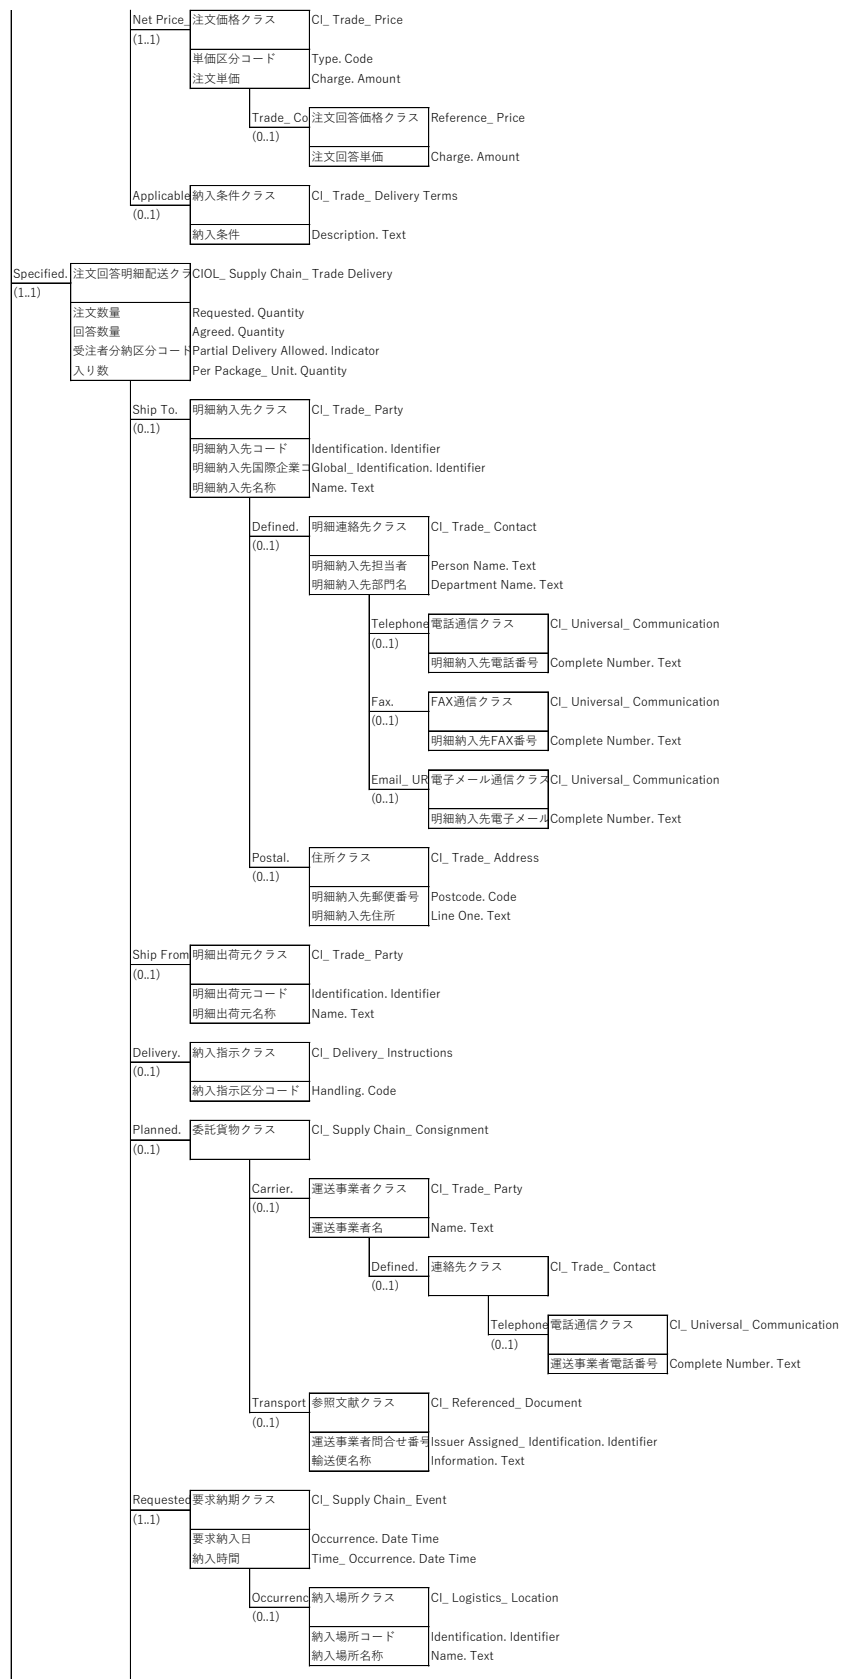 Net Price_ 注文価格クラス CI_ Trade_ Price
(1..1)
単価区分コード Type. Code
注文単価 Charge. Amount
Trade_ Co 注文回答価格クラス Reference_ Price
(0..1)
注文回答単価 Charge. Amount
Applicable 納入条件クラス CI_ Trade_ Delivery Terms
(0..1)
納入条件 Description. Text
Specified. 注文回答明細配送クラ CIOL_ Supply Chain_ Trade Delivery
(1..1)
注文数量 Requested. Quantity
回答数量 Agreed. Quantity
受注者分納区分コード Partial Delivery Allowed. Indicator
入り数 Per Package_ Unit. Quantity
Ship To. 明細納入先クラス CI_ Trade_ Party
(0..1)
明細納入先コード Identification. Identifier
明細納入先国際企業コ Global_ Identification. Identifier
明細納入先名称 Name. Text
Defined. 明細連絡先クラス CI_ Trade_ Contact
(0..1)
明細納入先担当者 Person Name. Text
明細納入先部門名 Department Name. Text
Telephone 電話通信クラス CI_ Universal_ Communication
(0..1)
明細納入先電話番号 Complete Number. Text
Fax. FAX通信クラス CI_ Universal_ Communication
(0..1)
明細納入先FAX番号 Complete Number. Text
Email_ UR 電子メール通信クラス CI_ Universal_ Communication
(0..1)
明細納入先電子メール Complete Number. Text
Postal. 住所クラス CI_ Trade_ Address
(0..1)
明細納入先郵便番号 Postcode. Code
明細納入先住所 Line One. Text
Ship From 明細出荷元クラス CI_ Trade_ Party
(0..1)
明細出荷元コード Identification. Identifier
明細出荷元名称 Name. Text
Delivery. 納入指示クラス CI_ Delivery_ Instructions
(0..1)
納入指示区分コード Handling. Code
Planned. 委託貨物クラス CI_ Supply Chain_ Consignment
(0..1)
Carrier. 運送事業者クラス CI_ Trade_ Party
(0..1)
運送事業者名 Name. Text
Defined. 連絡先クラス CI_ Trade_ Contact
(0..1)
Telephone 電話通信クラス CI_ Universal_ Communication
(0..1)
運送事業者電話番号 Complete Number. Text
Transport 参照文献クラス CI_ Referenced_ Document
(0..1)
運送事業者問合せ番号 Issuer Assigned_ Identification. Identifier
輸送便名称 Information. Text
Requested 要求納期クラス CI_ Supply Chain_ Event
(1..1)
要求納入日 Occurrence. Date Time
納入時間 Time_ Occurrence. Date Time
Occurrenc 納入場所クラス CI_ Logistics_ Location
(0..1)
納入場所コード Identification. Identifier
納入場所名称 Name. Text